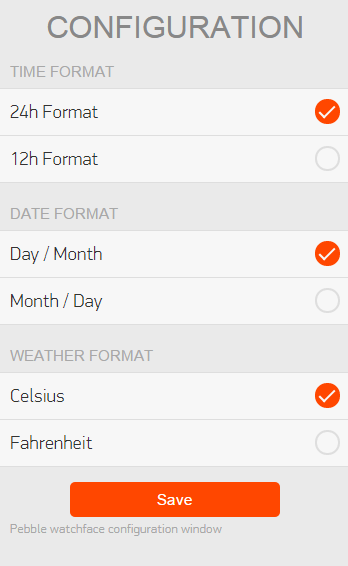 CONFIGURATION
TIME FORMAT
24h Format
12h Format
DATE FORMAT
Day / Month
Month / Day
WEATHER FORMAT
Celsius
Fahrenheit
Save
Pebble watchface configuration window